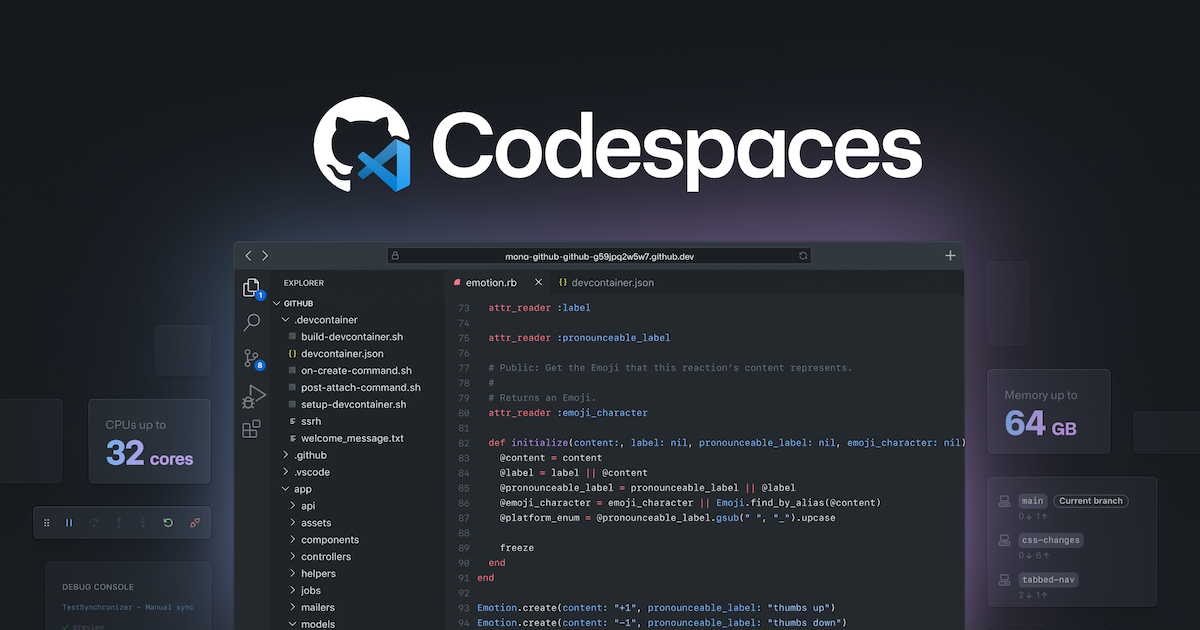 Codespaces
mona-github-github-g59jpq2w5w7.github.dev
EXPLORER
1
GITHUB
.devcontainer
build-devcontainer.sh
{} devcontainer.json
on-create-command.sh
8
post-attach-command.sh
setup-devcontainer.sh
ssrh
welcome_message.txt
.github
.vscode
app
api
assets
components
controllers
helpers
jobs
mailers
models
emotion.rb
{} devcontainer.json
73 attr_reader :label
74
75 attr_reader :pronounceable_label
76
77 # Public: Get the Emoji that this reaction's content represents.
78 #
79 # Returns an Emoji.
80 attr_reader :emoji_character
81
82 def initialize(content:, label: nil, pronounceable_label: nil, emoji_character: nil)
83 @content = content
84 @label = label || @content
85 @pronounceable_label = pronounceable_label || @label
86 @emoji_character = emoji_character || Emoji.find_by_alias(@content)
87 @platform_enum = @pronounceable_label.gsub(" ", "_").upcase
88
89 freeze
90 end
91 end
92
93 Emotion.create(content: "+1", pronounceable_label: "thumbs up")
94 Emotion.create(content: "-1", pronounceable_label: "thumbs down")
CPUs up to
32 cores
DEBUG CONSOLE
TestSynchronizer - Manual sync
✓ preview
Memory up to
64 GB
main Current branch
0↓ 1↑
css-changes
0↓ 6↑
tabbed-nav
2↓ 1↑